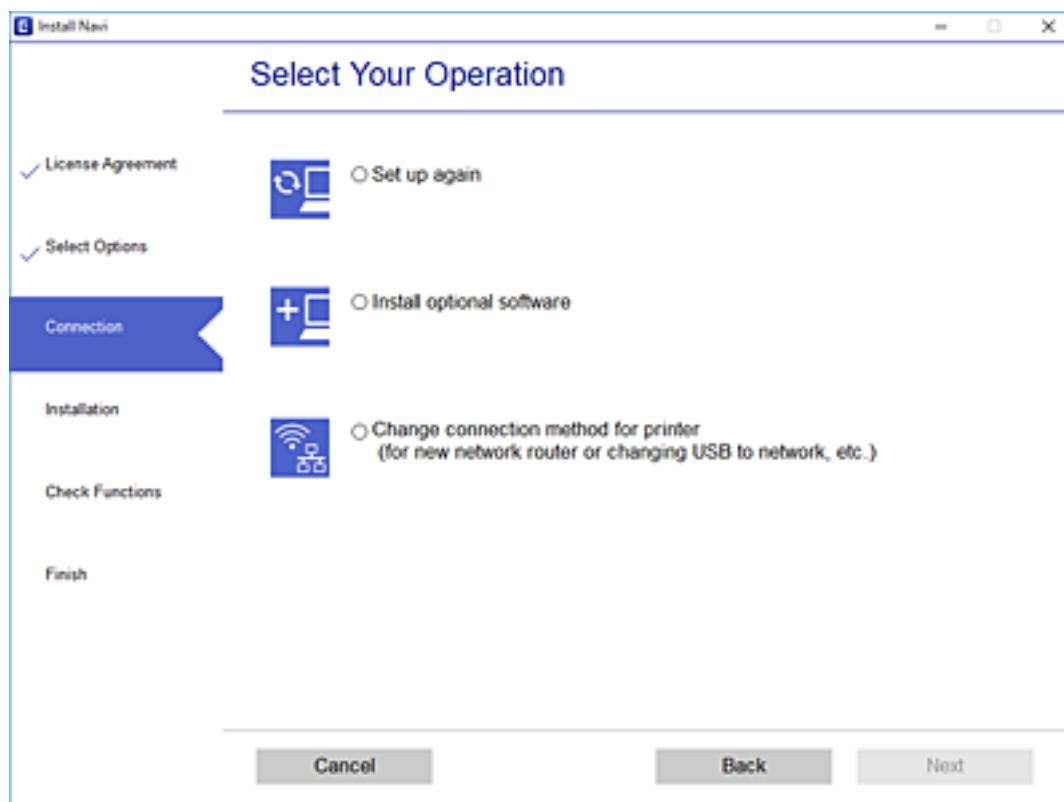 Install Navi
Select Your Operation
License Agreement
Select Options
Connection
Installation
Check Functions
Finish
Set up again
Install optional software
Change connection method for printer
(for new network router or changing USB to network, etc.)
Cancel
Back
Next